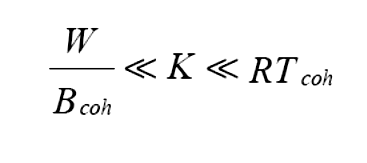 W/B_coh ≪ K ≪ RT_coh